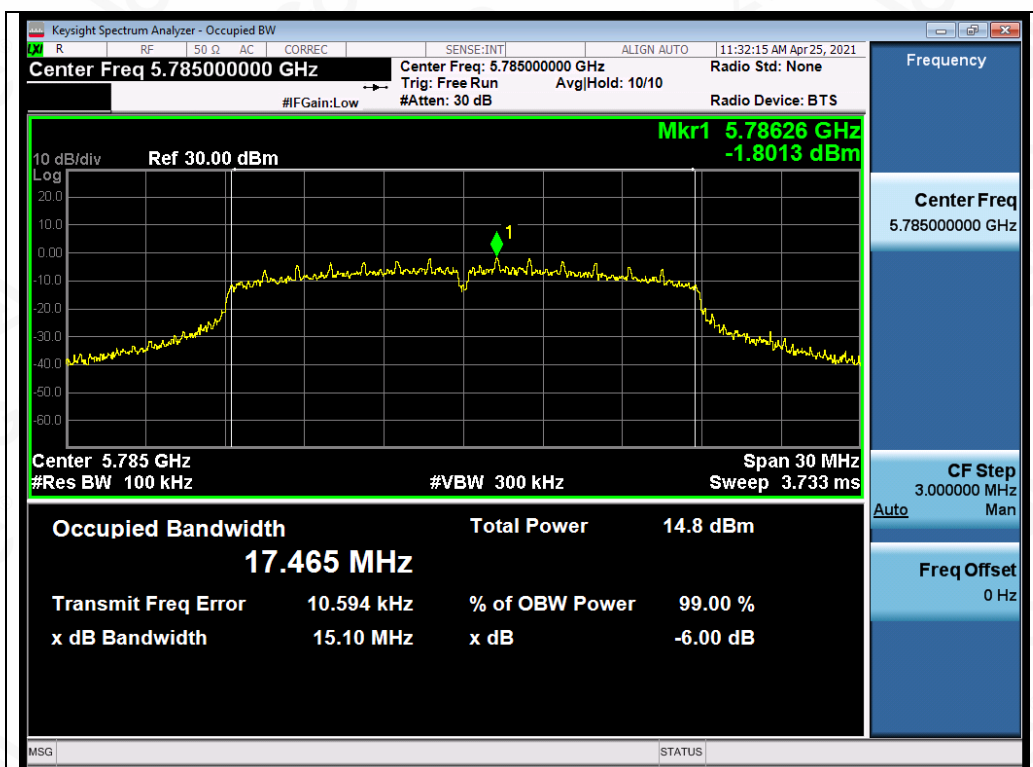 Keysight Spectrum Analyzer - Occupied BW
LXI R RF 50 Ω AC CORREC SENSE:INT ALIGN AUTO 11:32:15 AM Apr 25, 2021
Center Freq 5.785000000 GHz
Center Freq: 5.785000000 GHz
Radio Std: None
Trig: Free Run Avg|Hold: 10/10
#IFGain:Low
#Atten: 30 dB
Radio Device: BTS
Mkr1 5.78626 GHz
-1.8013 dBm
10 dB/div Ref 30.00 dBm
Log
20.0
10.0
1
0.00
-10.0
-20.0
-30.0
-40.0
-50.0
-60.0
Center 5.785 GHz Span 30 MHz
#Res BW 100 kHz #VBW 300 kHz Sweep 3.733 ms
Occupied Bandwidth Total Power 14.8 dBm
17.465 MHz
Transmit Freq Error 10.594 kHz % of OBW Power 99.00 %
x dB Bandwidth 15.10 MHz x dB -6.00 dB
Frequency
Center Freq
5.785000000 GHz
CF Step
3.000000 MHz
Auto Man
Freq Offset
0 Hz
MSG STATUS